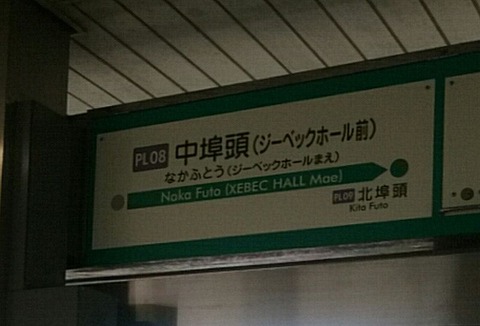 PL08 中埠頭(ジーベックホール前)
なかふとう(ジーベックホールまえ)
Naka Futo (XEBEC HALL Mae)
PL09 北埠頭
Kita Futo